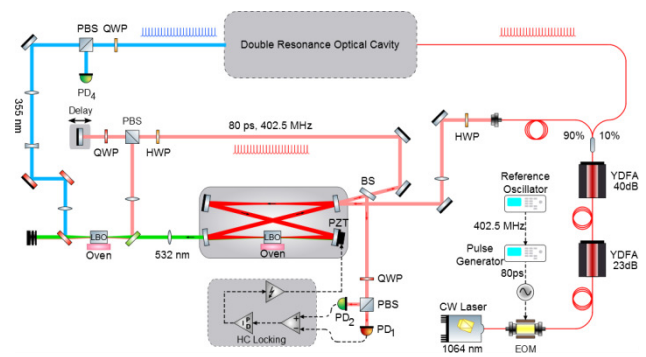 PBS QWP
Double Resonance Optical Cavity
PD4
355 nm
Delay
PBS
80 ps, 402.5 MHz
QWP
HWP
HWP
90%
10%
BS
YDFA
40dB
Reference
Oscillator
PZT
402.5 MHz
LBO
Oven
532 nm
LBO
Oven
Pulse
Generator
80ps
YDFA
23dB
QWP
PBS
PD2
PD1
HC Locking
P
I
D
+
−
CW Laser
1064 nm
EOM